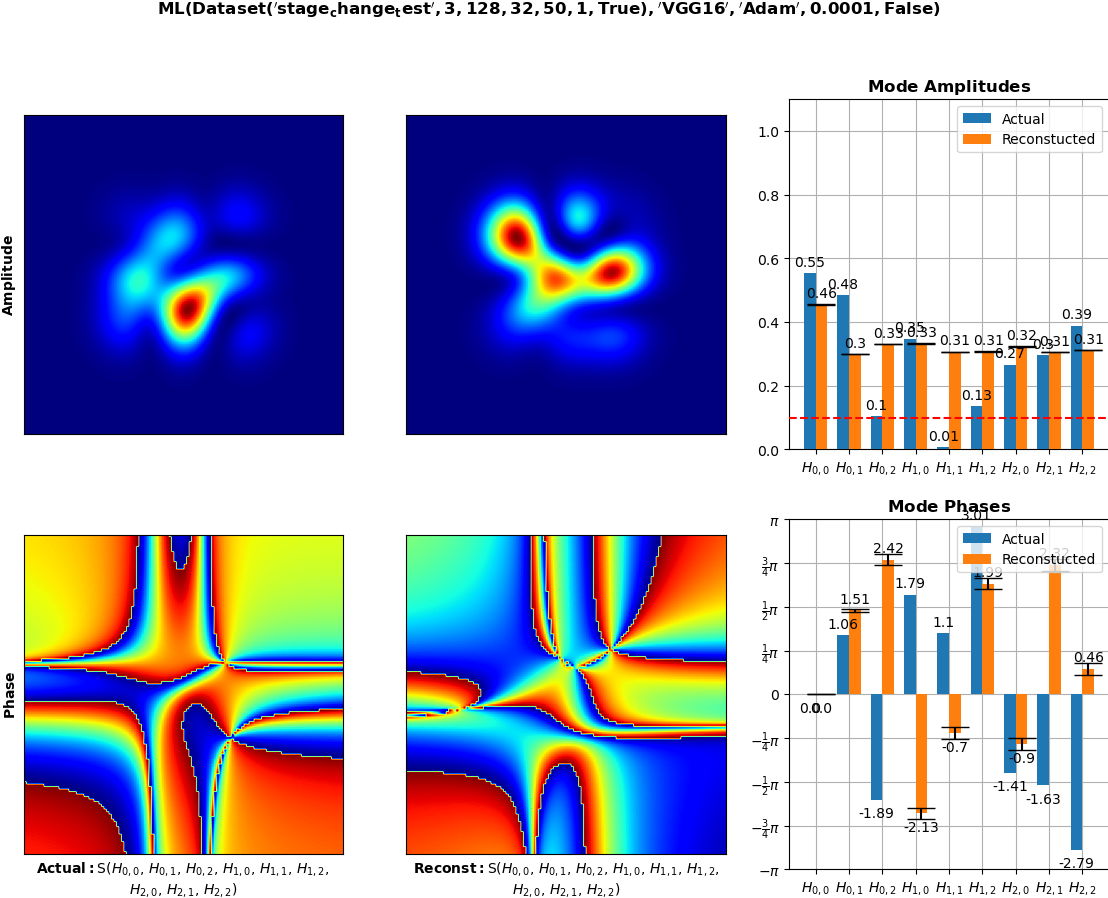 ML(Dataset('stage_change_test', 3, 128, 32, 50, 1, True), 'VGG16', 'Adam', 0.0001, False)
Amplitude
Mode Amplitudes
Actual
Reconstucted
1.0
0.8
0.6
0.4
0.2
0.0
0.55
0.46
0.48
0.3
0.1
0.33
0.35
0.33
0.01
0.31
0.13
0.31
0.27
0.32
0.3
0.31
0.39
0.31
H0,0 H0,1 H0,2 H1,0 H1,1 H1,2 H2,0 H2,1 H2,2
Phase
Mode Phases
Actual
Reconstucted
π
3/4π
1/2π
1/4π
0
−1/4π
−1/2π
−3/4π
−π
0.0
0.0
1.06
1.51
-1.89
2.42
1.79
-2.13
1.1
-0.7
3.01
-1.41
-0.9
-1.63
2.32
-2.79
0.46
H0,0 H0,1 H0,2 H1,0 H1,1 H1,2 H2,0 H2,1 H2,2
Actual: S(H0,0, H0,1, H0,2, H1,0, H1,1, H1,2,
H2,0, H2,1, H2,2)
Reconst: S(H0,0, H0,1, H0,2, H1,0, H1,1, H1,2,
H2,0, H2,1, H2,2)